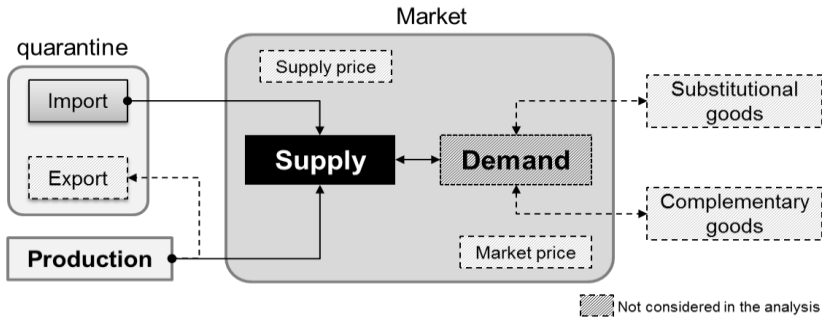 Market
quarantine
Supply price
Import
Substitutional
goods
Supply
Demand
Export
Complementary
goods
Production
Market price
Not considered in the analysis